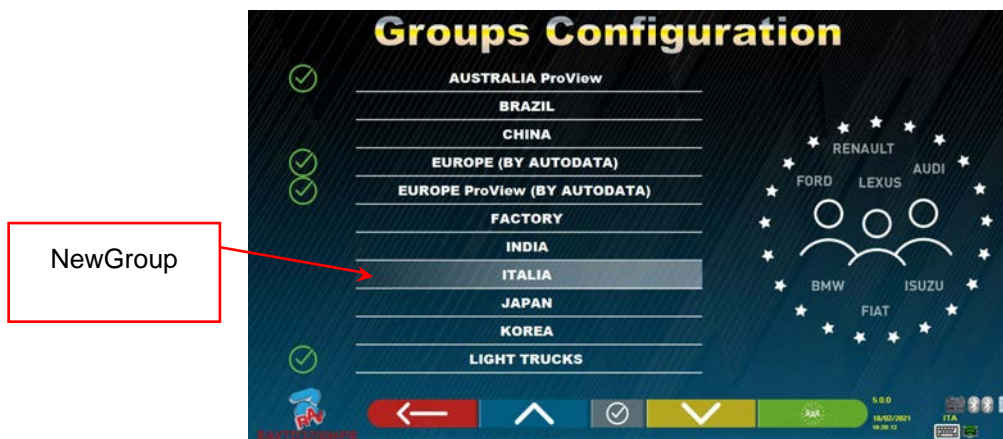 Groups Configuration
AUSTRALIA ProView
BRAZIL
CHINA
EUROPE (BY AUTODATA)
EUROPE ProView (BY AUTODATA)
FACTORY
INDIA
ITALIA
JAPAN
KOREA
LIGHT TRUCKS
NewGroup
RENAULT
AUDI
FORD
LEXUS
BMW
ISUZU
FIAT
RAV
5.0.0
18/02/2021
ITA